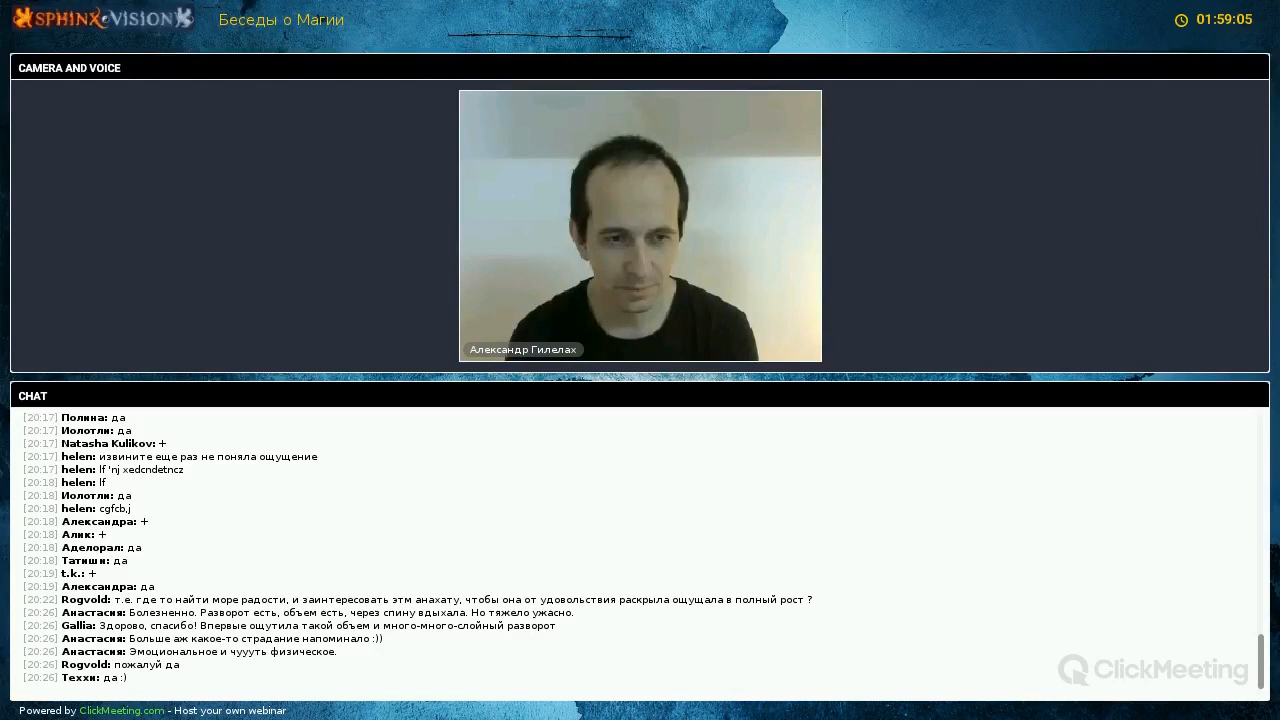 SPHINX VISION Беседы о Магии 01:59:05
CAMERA AND VOICE
Александр Гилелах
CHAT
[20:17] Полина: да
[20:17] Иолотли: да
[20:17] Natasha Kulikov: +
[20:17] helen: извините еще раз не поняла ощущение
[20:17] helen: lf 'nj xedcndetncz
[20:18] helen: lf
[20:18] Иолотли: да
[20:18] helen: cgfcb,j
[20:18] Александра: +
[20:18] Алик: +
[20:18] Аделорал: да
[20:18] Татиши: да
[20:19] t.k.: +
[20:19] Александра: да
[20:22] Rogvold: т.е. где то найти море радости, и заинтересовать этм анахату, чтобы она от удовольствия раскрыла ощущала в полный рост ?
[20:26] Анастасия: Болезненно. Разворот есть, объем есть, через спину вдыхала. Но тяжело ужасно.
[20:26] Gallia: Здорово, спасибо! Впервые ощутила такой объем и много-много-слойный разворот
[20:26] Анастасия: Больше аж какое-то страдание напоминало :))
[20:26] Анастасия: Эмоциональное и чуууть физическое.
[20:26] Rogvold: пожалуй да
[20:26] Техxи: да :)
ClickMeeting
Powered by ClickMeeting.com - Host your own webinar